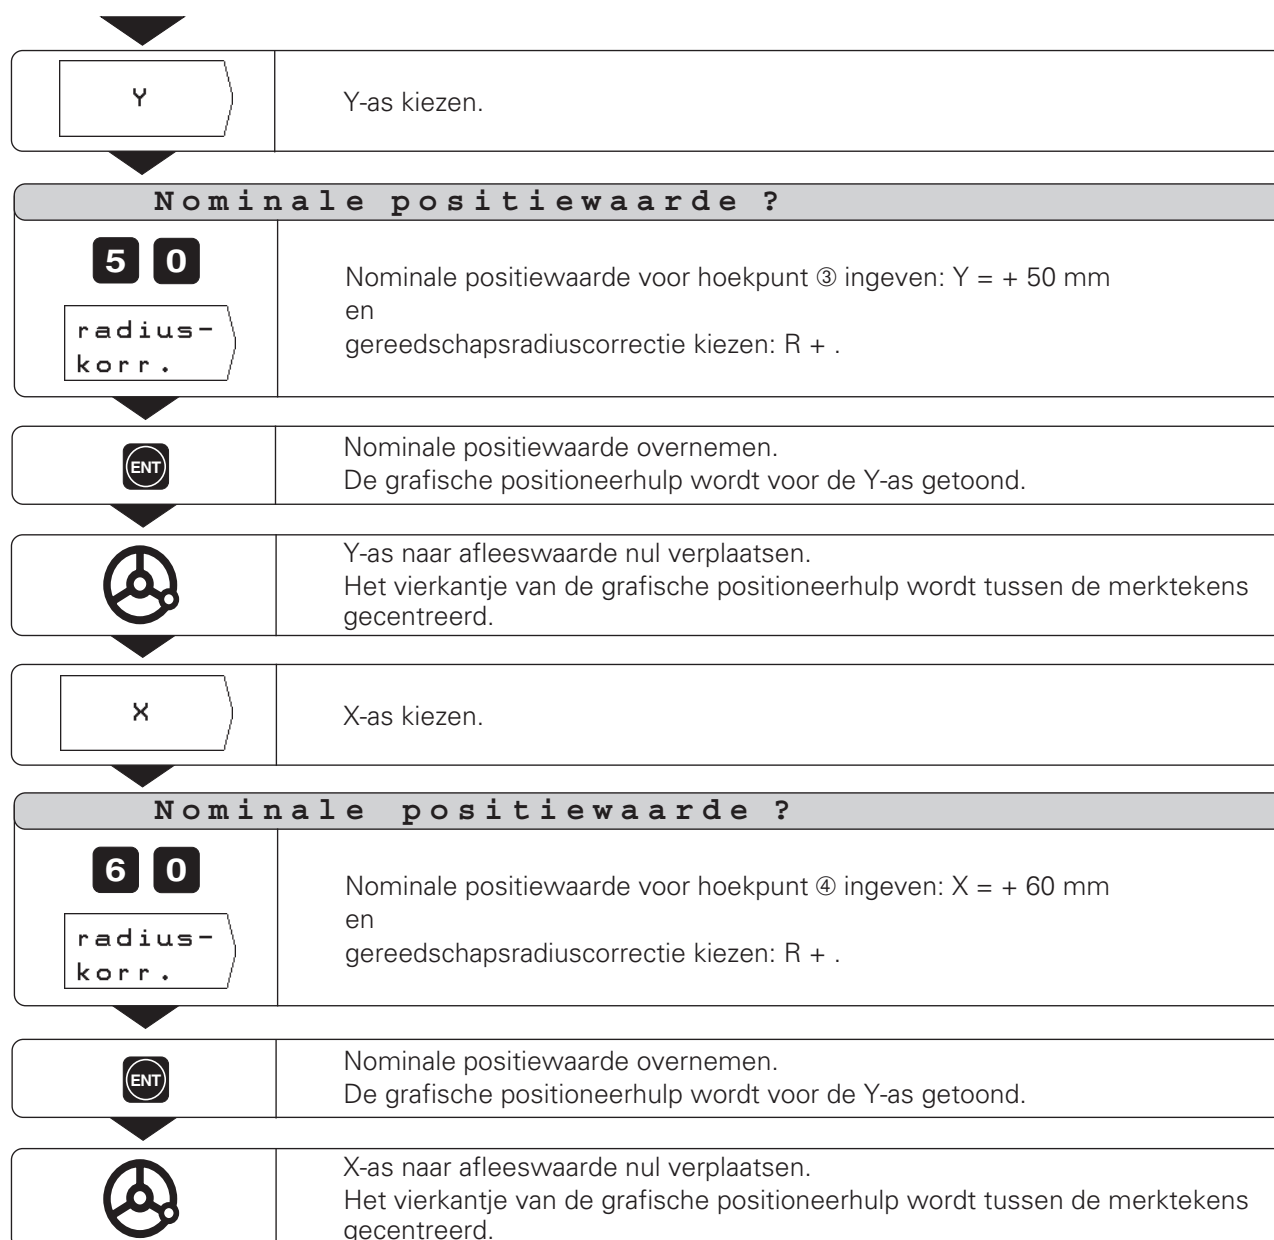 Y
Y-as kiezen.
Nominale positiewaarde ?
5 0
Nominale positiewaarde voor hoekpunt ③ ingeven: Y = + 50 mm
en
radius-
korr.
gereedschapsradiuscorrectie kiezen: R + .
ENT
Nominale positiewaarde overnemen.
De grafische positioneerhulp wordt voor de Y-as getoond.
Y-as naar afleeswaarde nul verplaatsen.
Het vierkantje van de grafische positioneerhulp wordt tussen de merktekens
gecentreerd.
X
X-as kiezen.
Nominale positiewaarde ?
6 0
Nominale positiewaarde voor hoekpunt ④ ingeven: X = + 60 mm
en
radius-
korr.
gereedschapsradiuscorrectie kiezen: R + .
ENT
Nominale positiewaarde overnemen.
De grafische positioneerhulp wordt voor de Y-as getoond.
X-as naar afleeswaarde nul verplaatsen.
Het vierkantje van de grafische positioneerhulp wordt tussen de merktekens
gecentreerd.